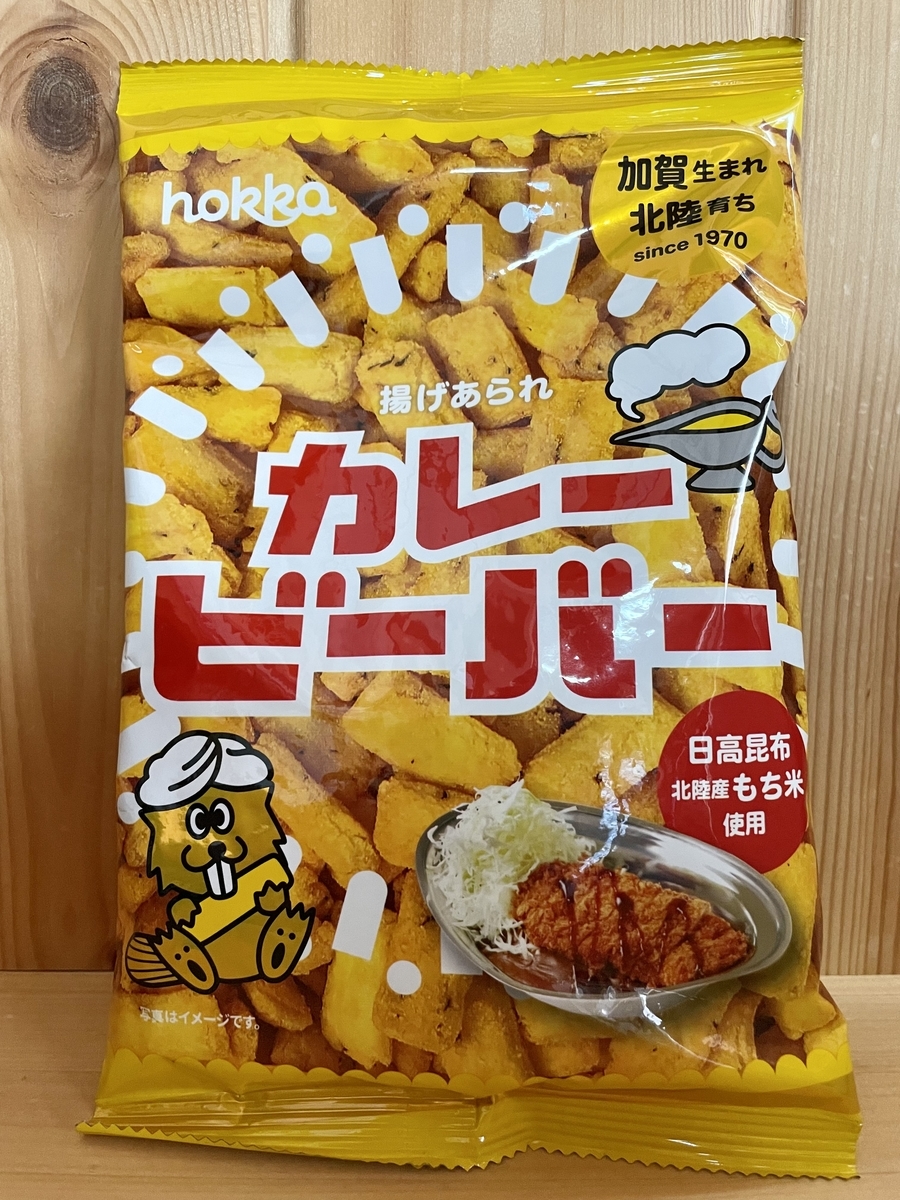 hokka
加賀生まれ
北陸育ち
since 1970
揚げあられ
カレー
ビーバー
日高昆布
北陸産もち米
使用
写真はイメージです。